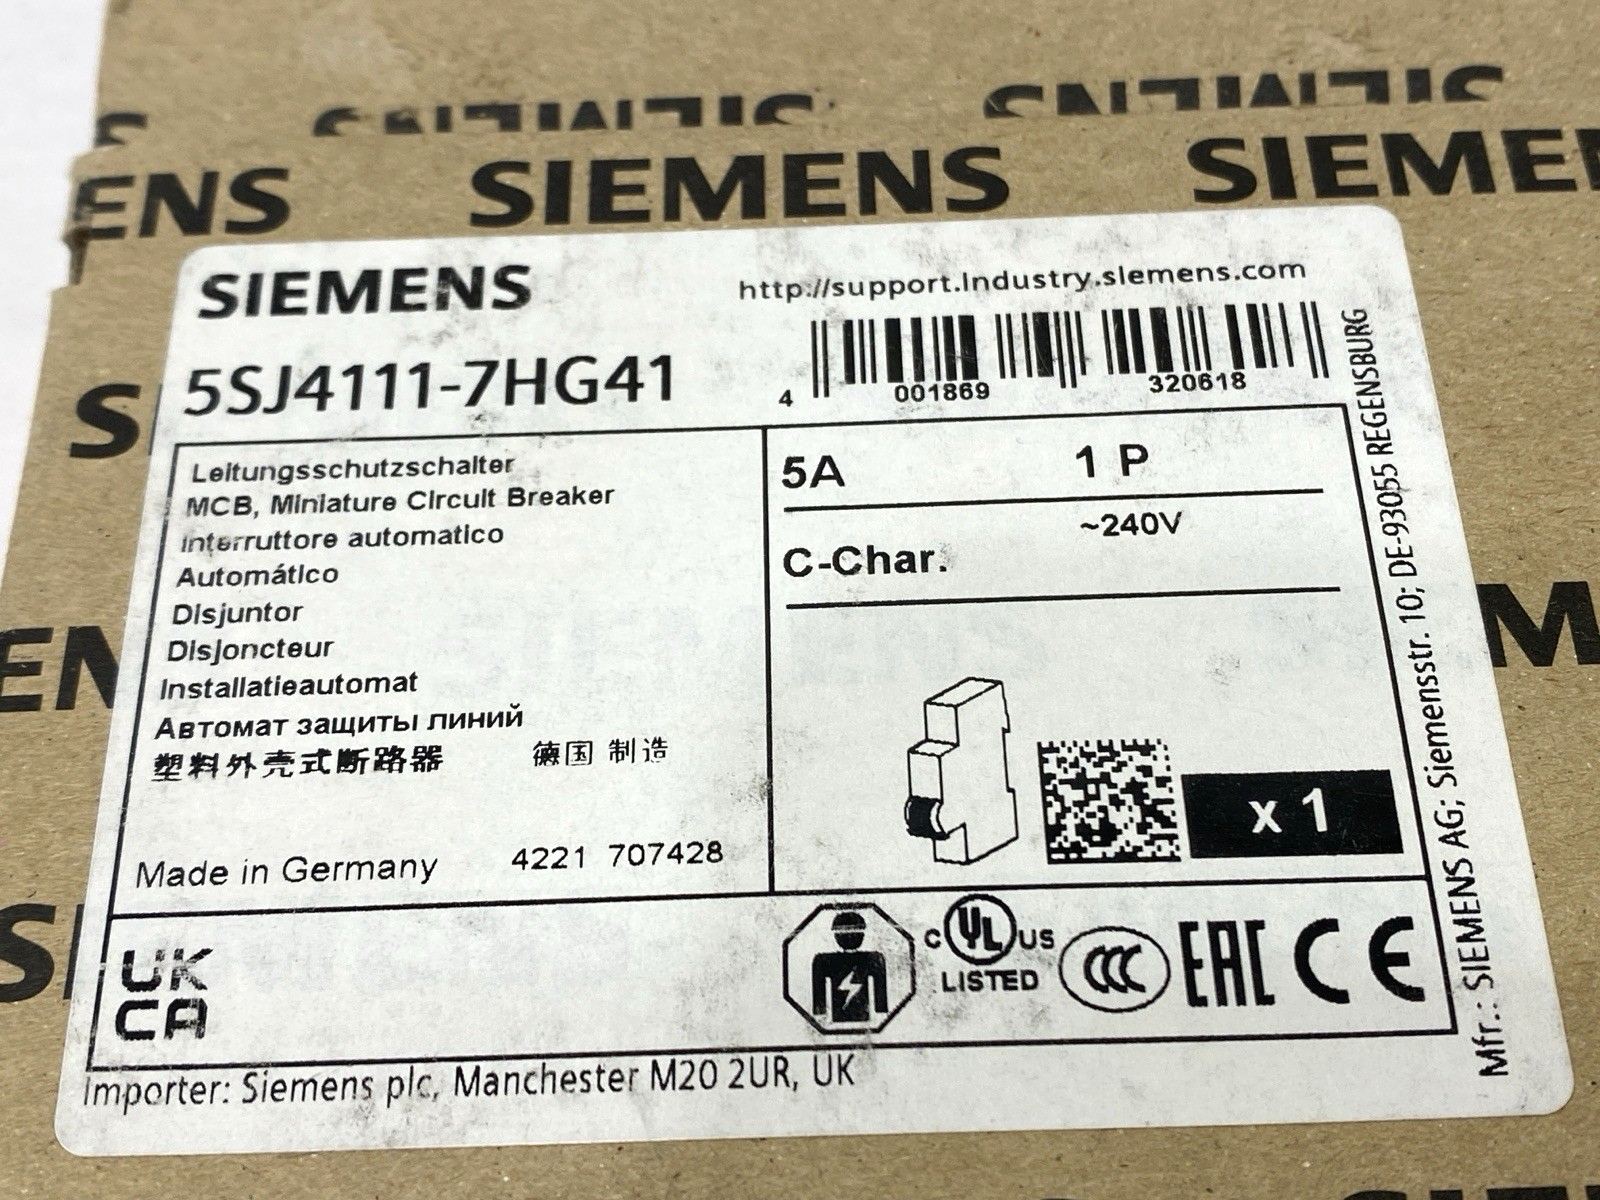 SIEMENS SIEMENS
ENS SIEMENS SIEME
SIEMENS
http://support.industry.siemens.com
5SJ4111-7HG41
4 001869 320618
S
Leitungsschutzschalter
MCB, Miniature Circuit Breaker
Interruttore automatico
Automático
Disjuntor
Disjoncteur
Installatieautomat
Автомат защиты линий
塑料外壳式断路器 德国 制造
Made in Germany 4221 707428
5A 1 P
~240V
C-Char.
x 1
EN
M
S
UK
CA
C UL US
LISTED
CCC
EAC
CE
Importer: Siemens plc, Manchester M20 2UR, UK
Mfr.: SIEMENS AG; Siemensstr. 10; DE-93055 REGENSBURG